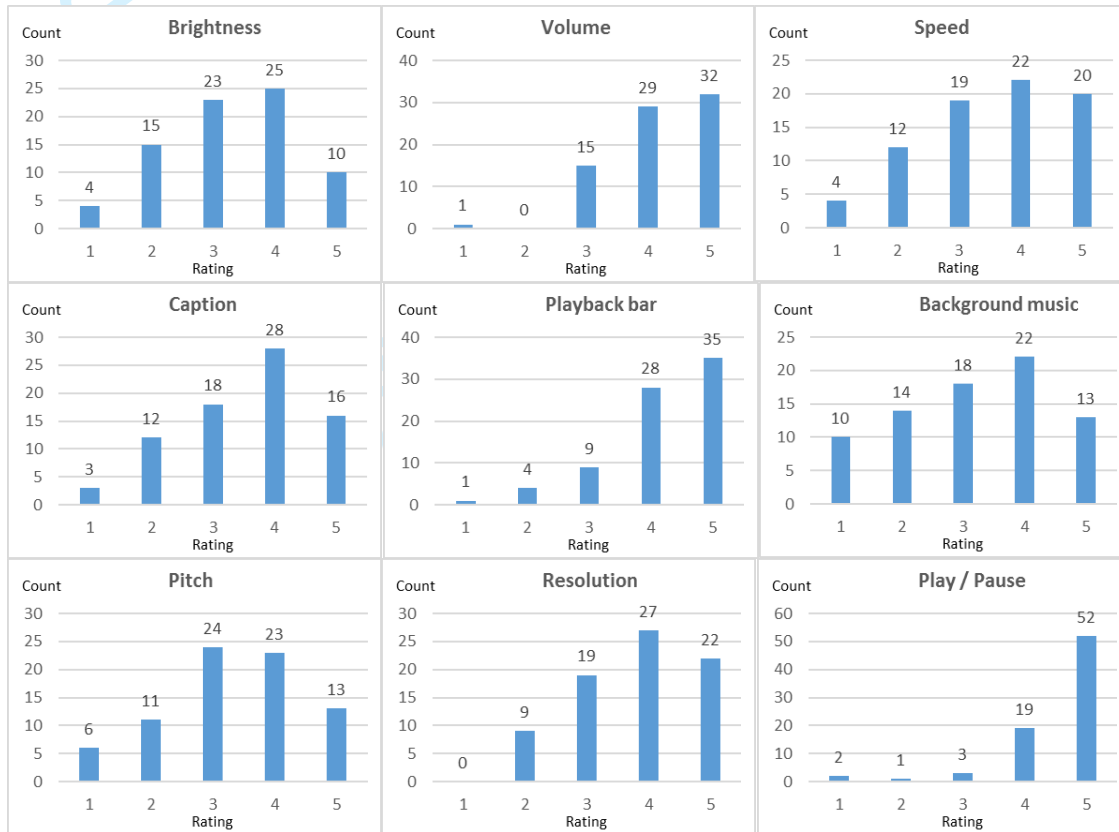 Brightness
Count
30
25
20
15
10
5
0
4
15
23
25
10
1 2 3 4 5
Rating
Volume
Count
40
30
20
10
0
1
0
15
29
32
1 2 3 4 5
Rating
Speed
Count
25
20
15
10
5
0
4
12
19
22
20
1 2 3 4 5
Rating
Caption
Count
30
25
20
15
10
5
0
3
12
18
28
16
1 2 3 4 5
Rating
Playback bar
Count
40
30
20
10
0
1
4
9
28
35
1 2 3 4 5
Rating
Background music
Count
25
20
15
10
5
0
10
14
18
22
13
1 2 3 4 5
Rating
Pitch
Count
30
25
20
15
10
5
0
6
11
24
23
13
1 2 3 4 5
Rating
Resolution
Count
30
25
20
15
10
5
0
0
9
19
27
22
1 2 3 4 5
Rating
Play / Pause
Count
60
50
40
30
20
10
0
2
1
3
19
52
1 2 3 4 5
Rating